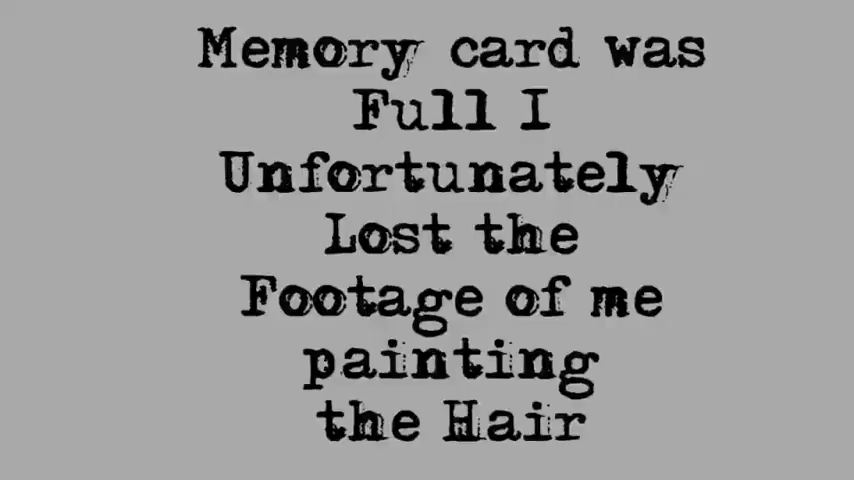 Memory card was
Full I
Unfortunately
Lost the
Footage of me
painting
the Hair